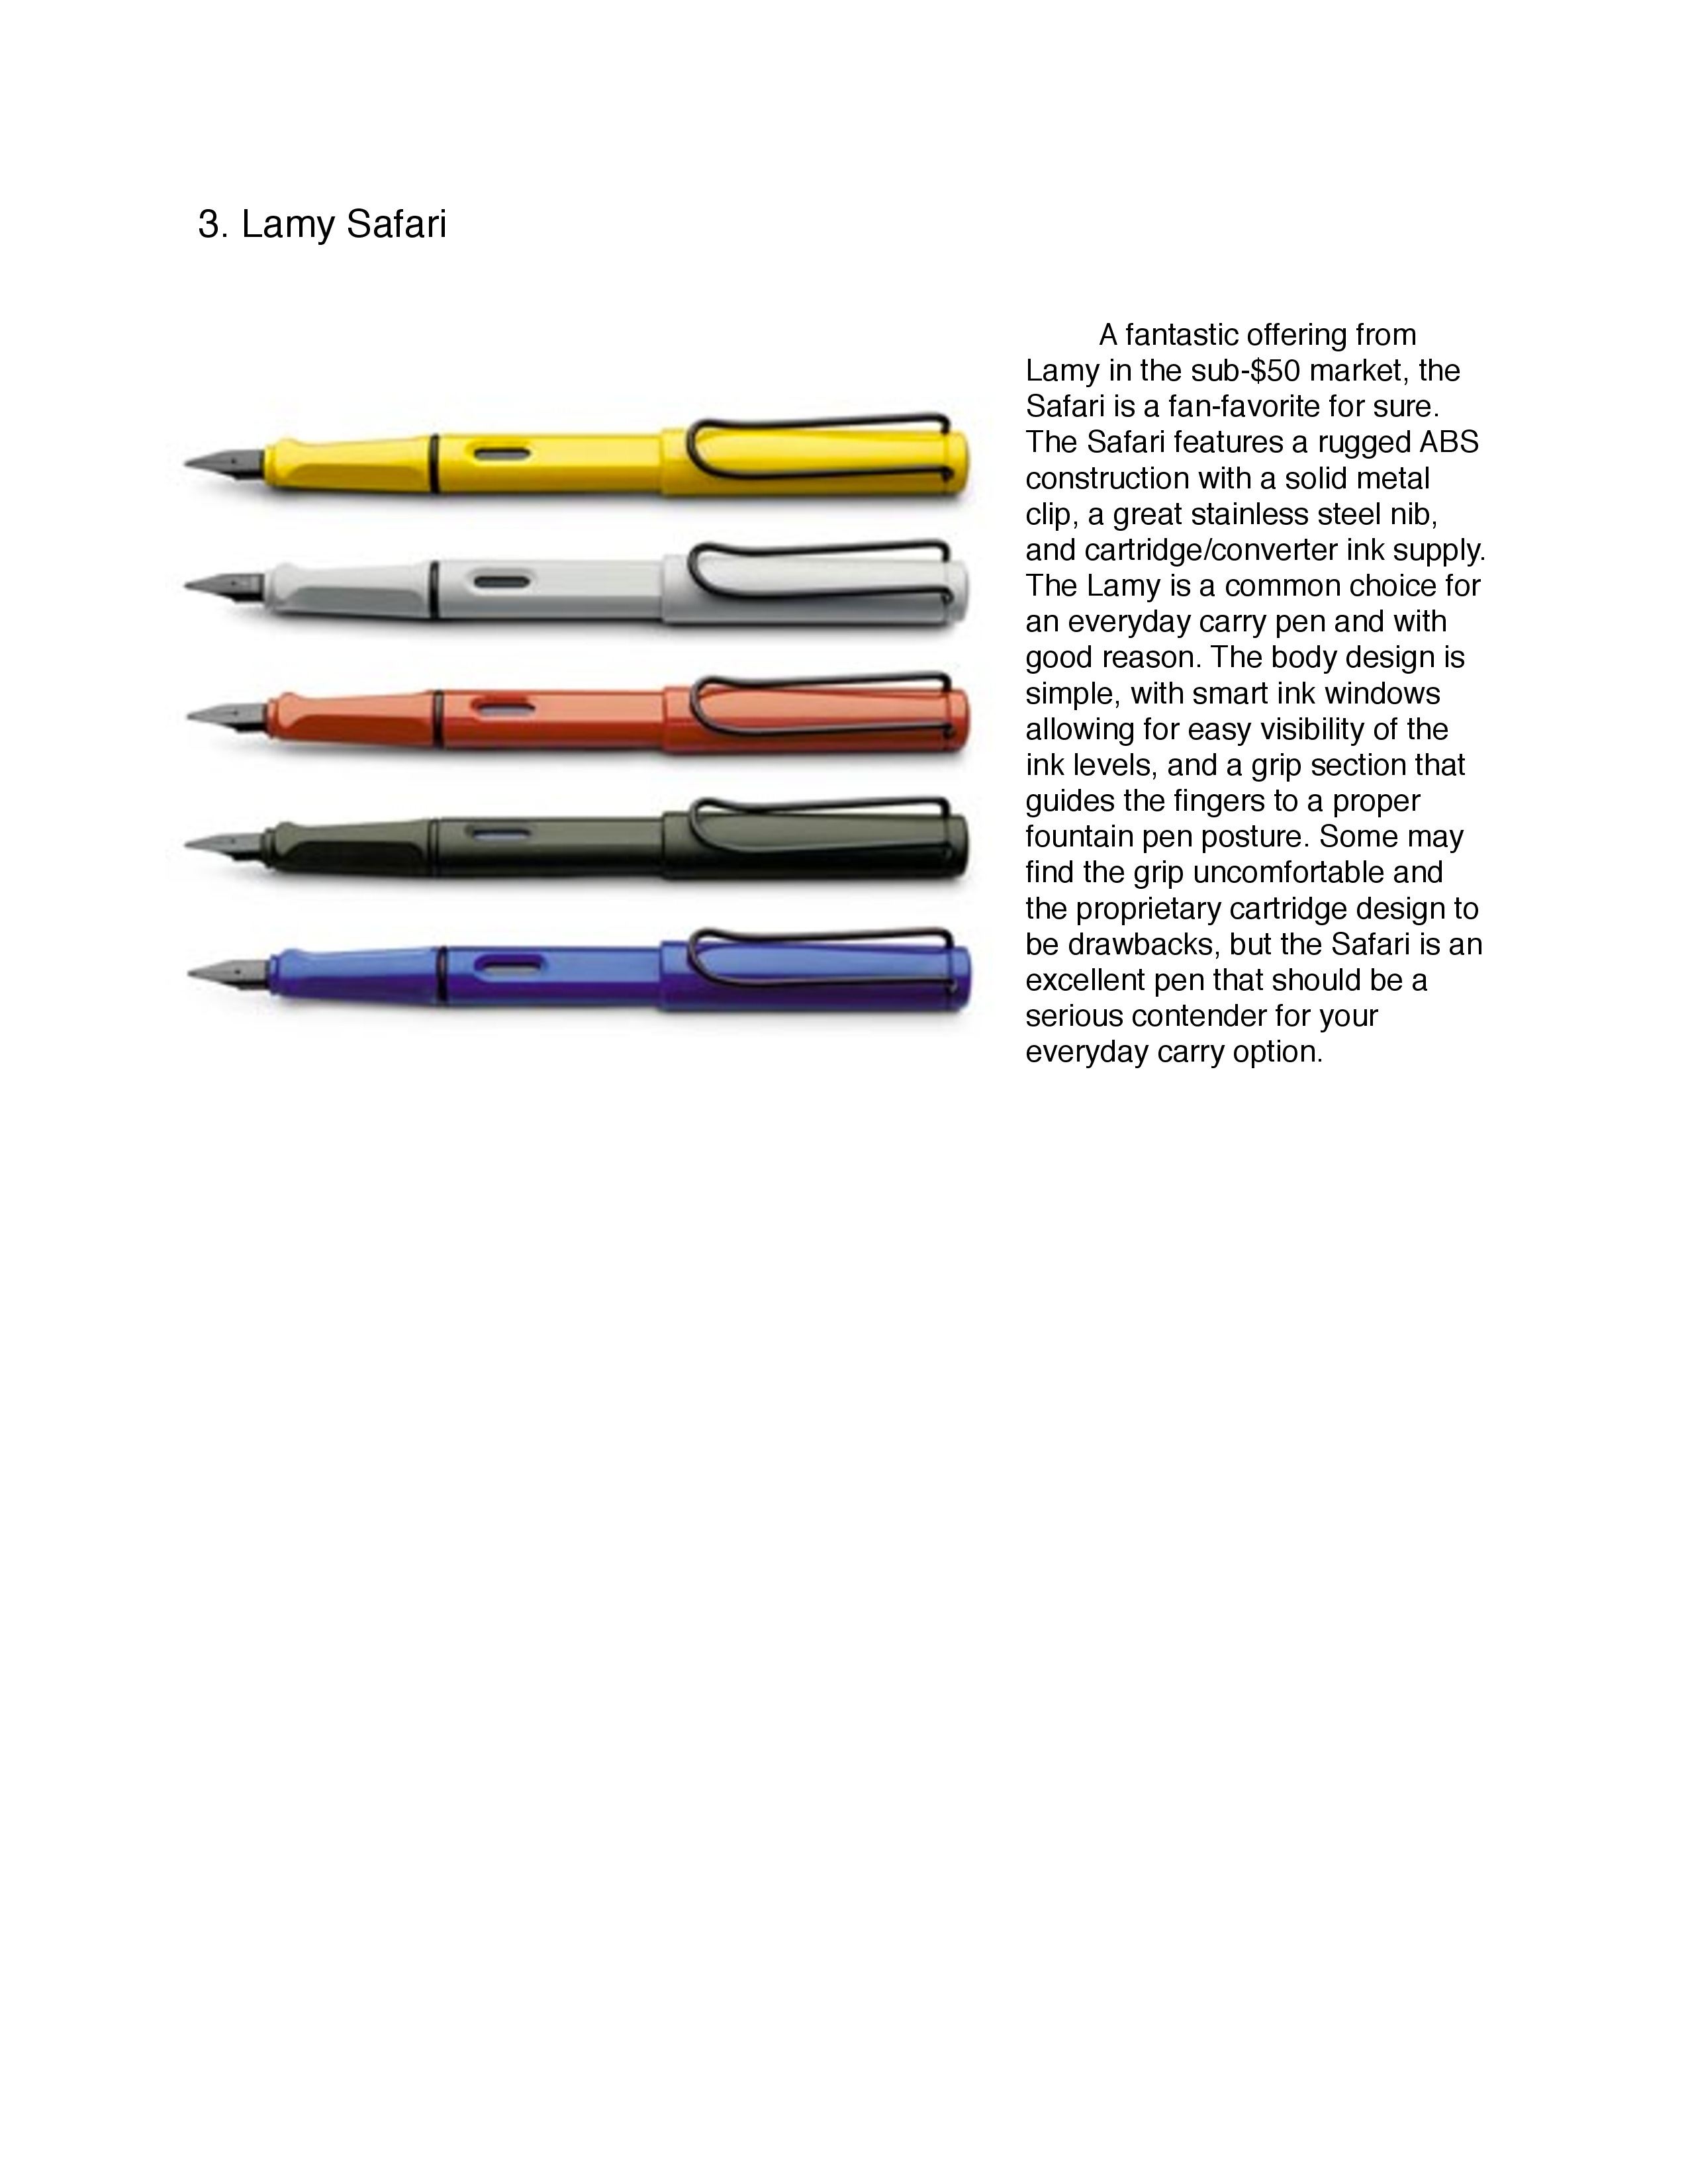 3. Lamy Safari
A fantastic offering from
Lamy in the sub-$50 market, the
Safari is a fan-favorite for sure.
The Safari features a rugged ABS
construction with a solid metal
clip, a great stainless steel nib,
and cartridge/converter ink supply.
The Lamy is a common choice for
an everyday carry pen and with
good reason. The body design is
simple, with smart ink windows
allowing for easy visibility of the
ink levels, and a grip section that
guides the fingers to a proper
fountain pen posture. Some may
find the grip uncomfortable and
the proprietary cartridge design to
be drawbacks, but the Safari is an
excellent pen that should be a
serious contender for your
everyday carry option.